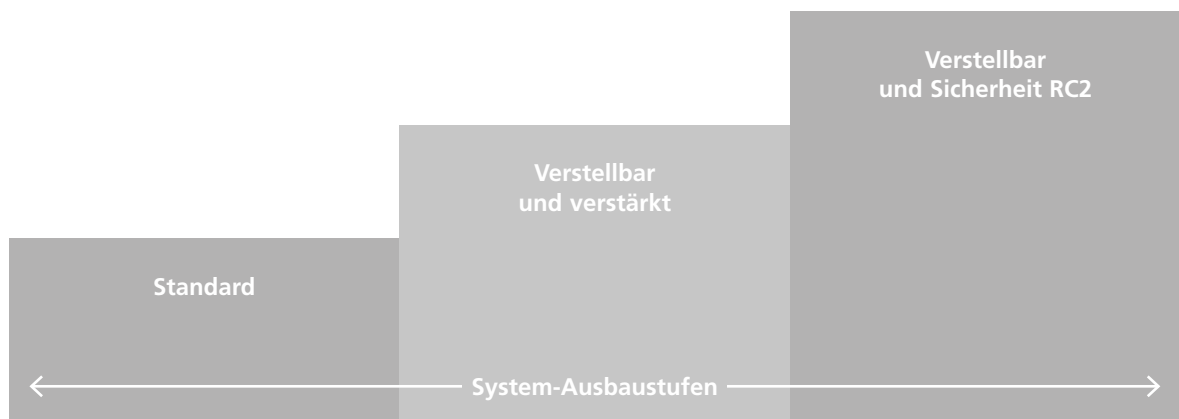 Verstellbar
und Sicherheit RC2
Verstellbar
und verstärkt
Standard
System-Ausbaustufen